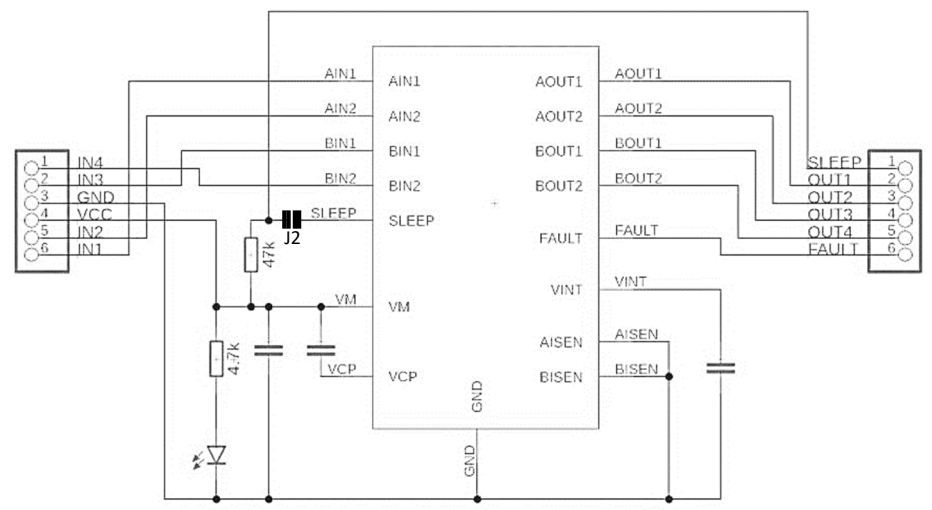 AIN1 AIN1 AOUT1 AOUT1
AIN2 AIN2 AOUT2 AOUT2
BIN1 BIN1 BOUT1 BOUT1
1 IN4 SLEEP 1
2 IN3 BIN2 BIN2 BOUT2 BOUT2 OUT1 2
3 GND OUT2 3
4 VCC SLEEP SLEEP OUT3 4
J2
5 IN2 FAULT FAULT OUT4 5
6 IN1 FAULT 6
47k
VINT VINT
VM VM
AISEN AISEN
4.7k
VCP VCP BISEN BISEN
GND
GND